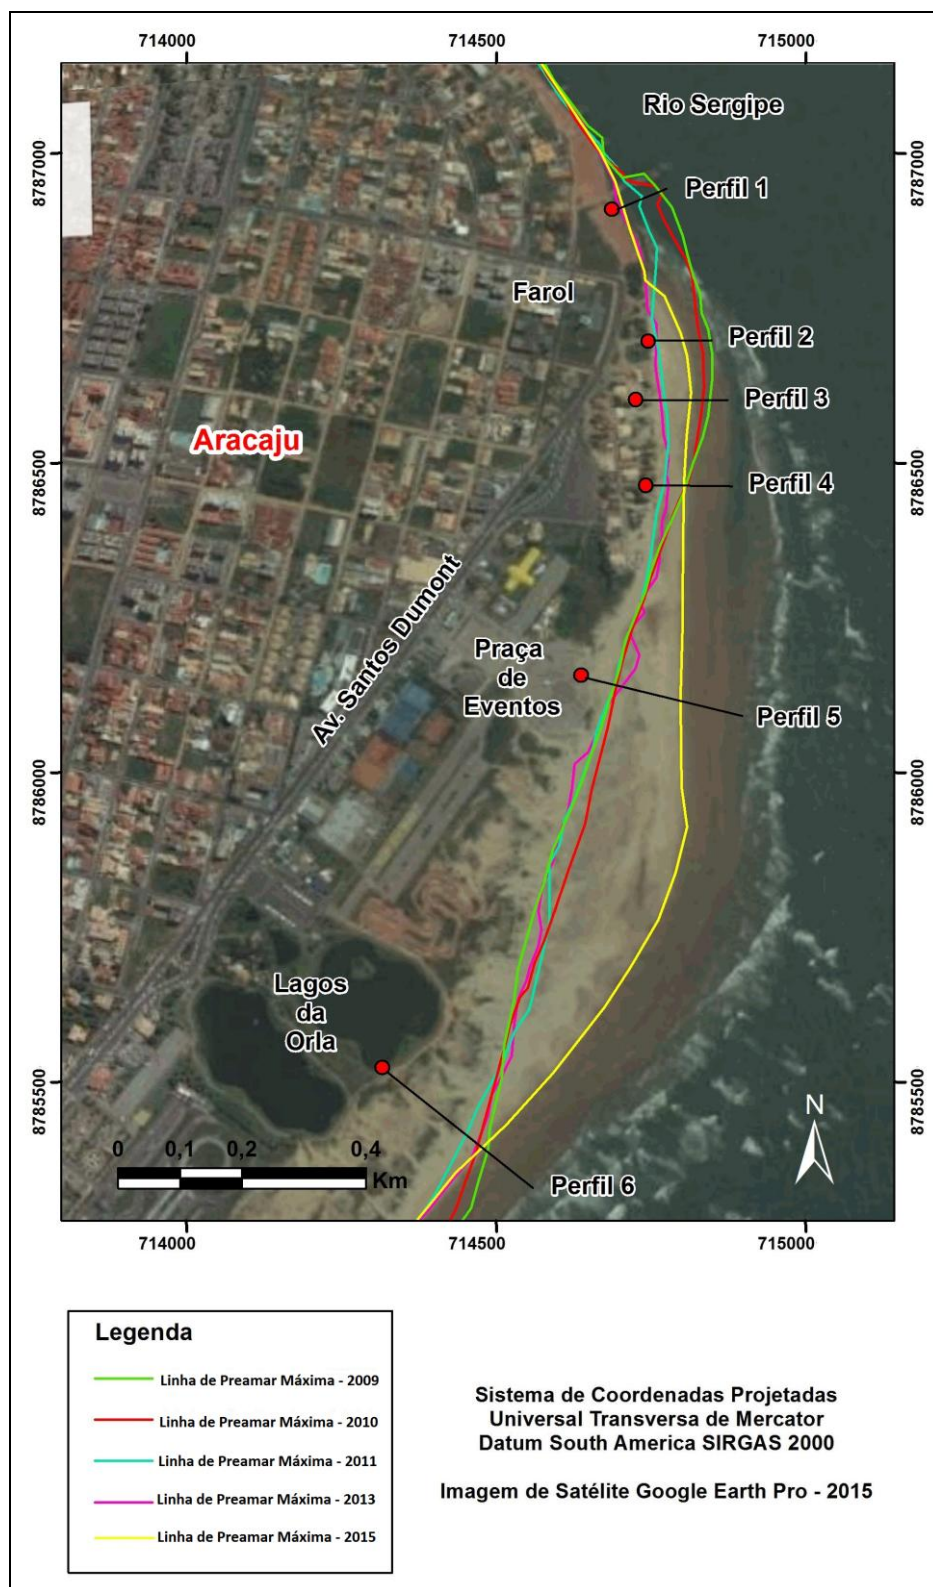 714000
714500
715000
Rio Sergipe
8787000
8787000
Perfil 1
Farol
Perfil 2
Perfil 3
Aracaju
8786500
8786500
Perfil 4
Av. Santos Dumont
Praça
de
Eventos
Perfil 5
8786000
8786000
Lagos
da
Orla
8785500
8785500
N
0 0,1 0,2 0,4
Km
Perfil 6
714000
714500
715000
Legenda
Linha de Preamar Máxima - 2009
Linha de Preamar Máxima - 2010
Linha de Preamar Máxima - 2011
Linha de Preamar Máxima - 2013
Linha de Preamar Máxima - 2015
Sistema de Coordenadas Projetadas
Universal Transversa de Mercator
Datum South America SIRGAS 2000
Imagem de Satélite Google Earth Pro - 2015